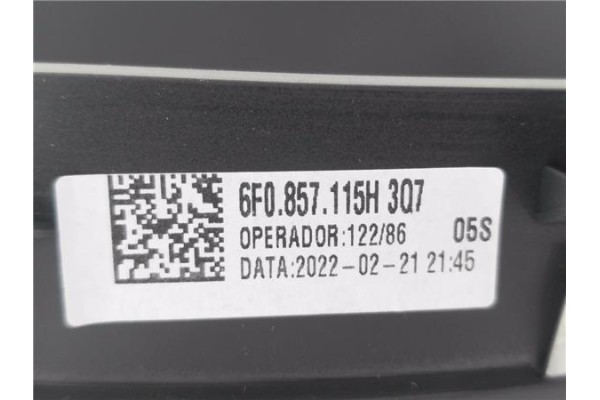 6F0.857.115H 3Q7
OPERADOR:122/86 05S
DATA:2022-02-21 21:45